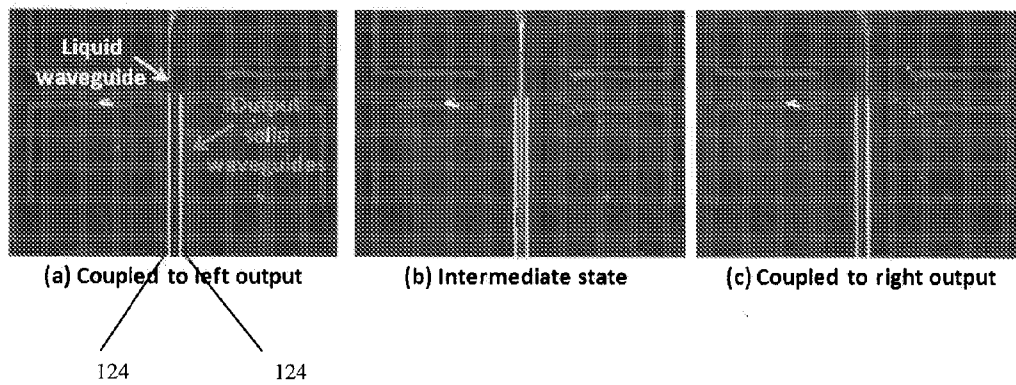 Liquid
waveguide
Output
solid
waveguides
(a) Coupled to left output
(b) Intermediate state
(c) Coupled to right output
124
124